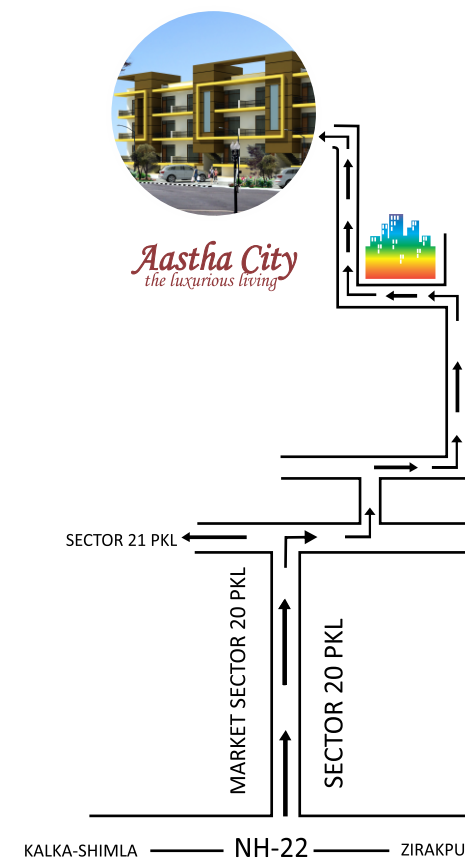 Aastha City
the luxurious living
SECTOR 21 PKL
MARKET SECTOR 20 PKL
SECTOR 20 PKL
KALKA-SHIMLA
NH-22
ZIRAKPU